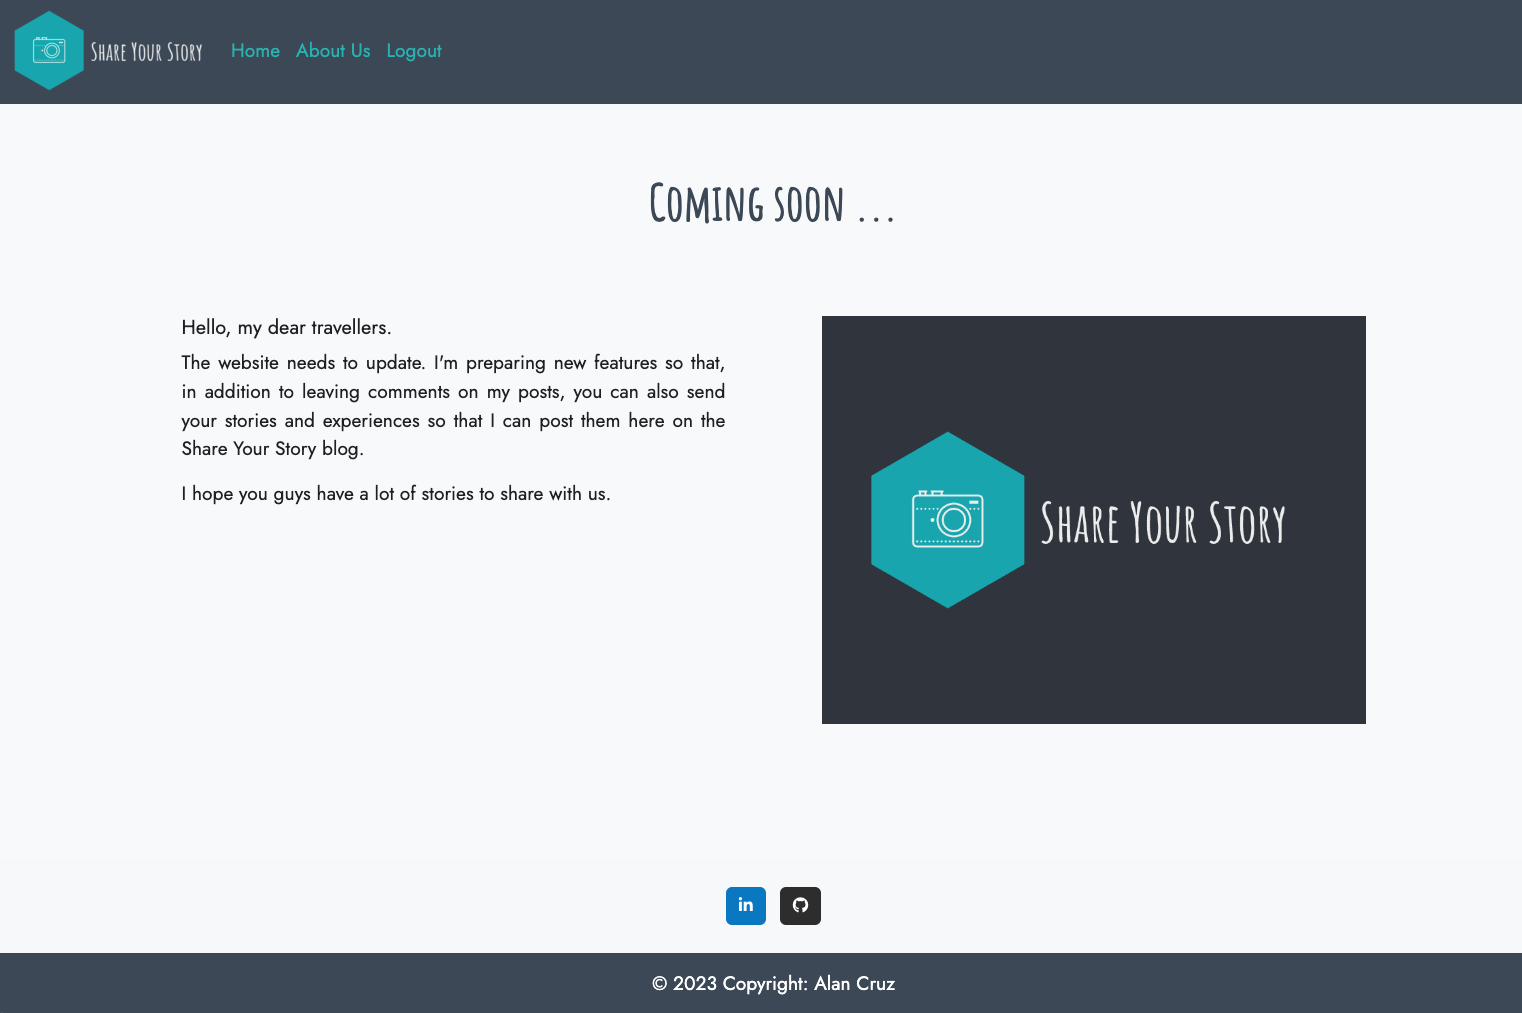 Share Your Story
Home About Us Logout
Coming soon ...
Hello, my dear travellers.
The website needs to update. I'm preparing new features so that,
in addition to leaving comments on my posts, you can also send
your stories and experiences so that I can post them here on the
Share Your Story blog.
I hope you guys have a lot of stories to share with us.
Share Your Story
in
© 2023 Copyright: Alan Cruz